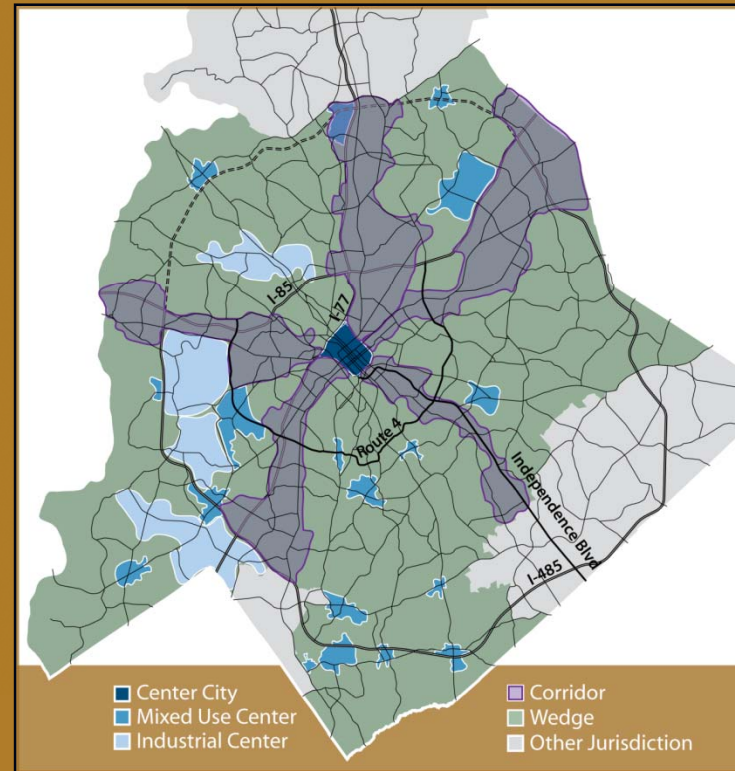 I-85
I-77
Route 4
Independence Blvd
I-485
Center City
Mixed Use Center
Industrial Center
Corridor
Wedge
Other Jurisdiction